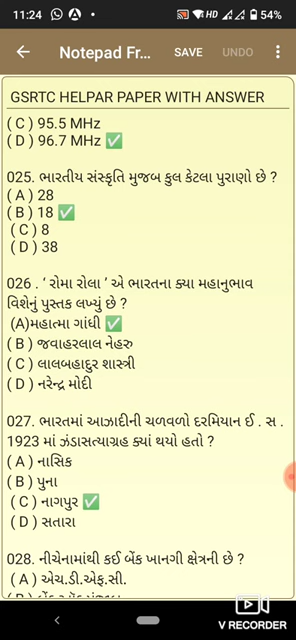 11:24 HD 54%
Notepad Fr... SAVE UNDO
GSRTC HELPAR PAPER WITH ANSWER
( C ) 95.5 MHz
( D ) 96.7 MHz ✅
025. ભારતીય સંસ્કૃતિ મુજબ કુલ કેટલા પુરાણો છે ?
( A ) 28
( B ) 18 ✅
( C ) 8
( D ) 38
026 . ‘ રોમા રોલા ’ એ ભારતના ક્યા મહાનુભાવ
વિશેનું પુસ્તક લખ્યું છે ?
(A)મહાત્મા ગાંધી ✅
( B ) જવાહરલાલ નેહરુ
( C ) લાલબહાદુર શાસ્ત્રી
( D ) નરેન્દ્ર મોદી
027. ભારતમાં આઝાદીની ચળવળો દરમિયાન ઈ . સ .
1923 માં ઝંડાસત્યાગ્રહ ક્યાં થયો હતો ?
( A ) નાસિક
( B ) પુના
( C ) નાગપુર ✅
( D ) સતારા
028. નીચેનામાંથી કઈ બેંક ખાનગી ક્ષેત્રની છે ?
( A ) એચ.ડી.એફ.સી.
V RECORDER